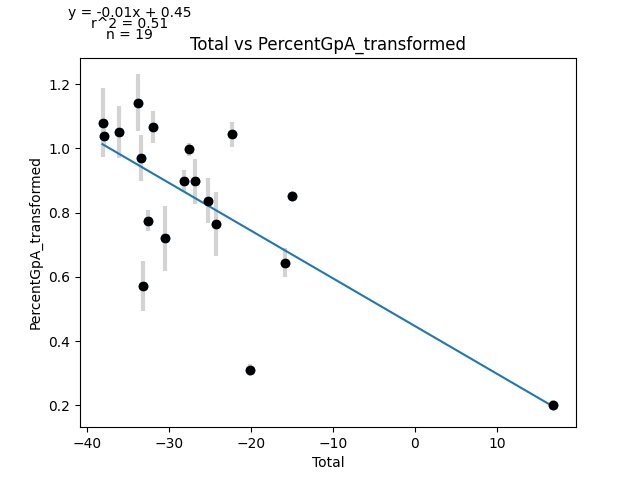 y = -0.01x + 0.45
r^2 = 0.51
n = 19
Total vs PercentGpA_transformed
PercentGpA_transformed
1.2
1.0
0.8
0.6
0.4
0.2
−40 −30 −20 −10 0 10
Total